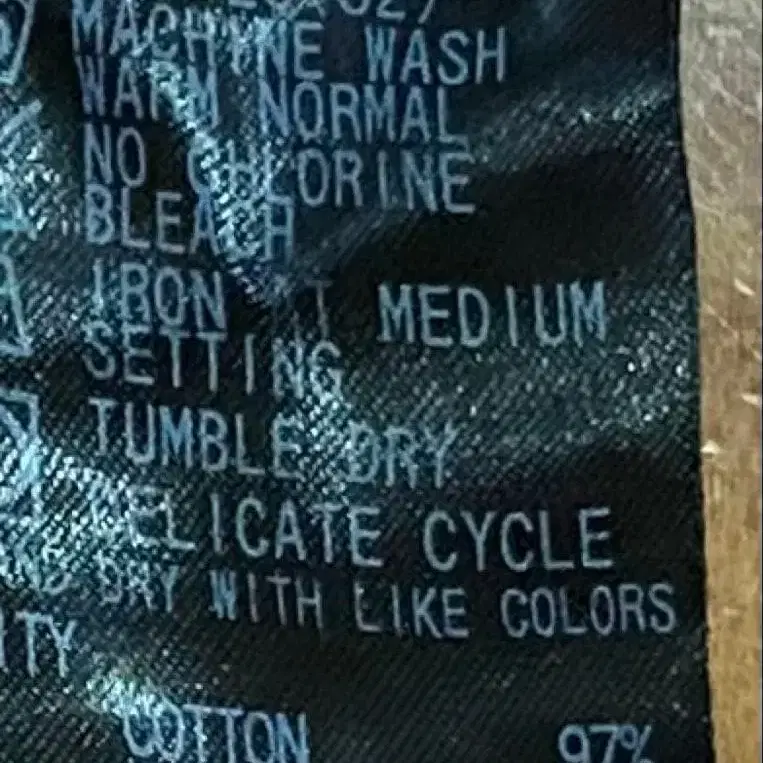 MACHINE WASH
WARM NORMAL
NO CHLORINE
BLEACH
IRON AT MEDIUM
SETTING
TUMBLE DRY
DELICATE CYCLE
DRY WITH LIKE COLORS
ITY
COTTON 97%